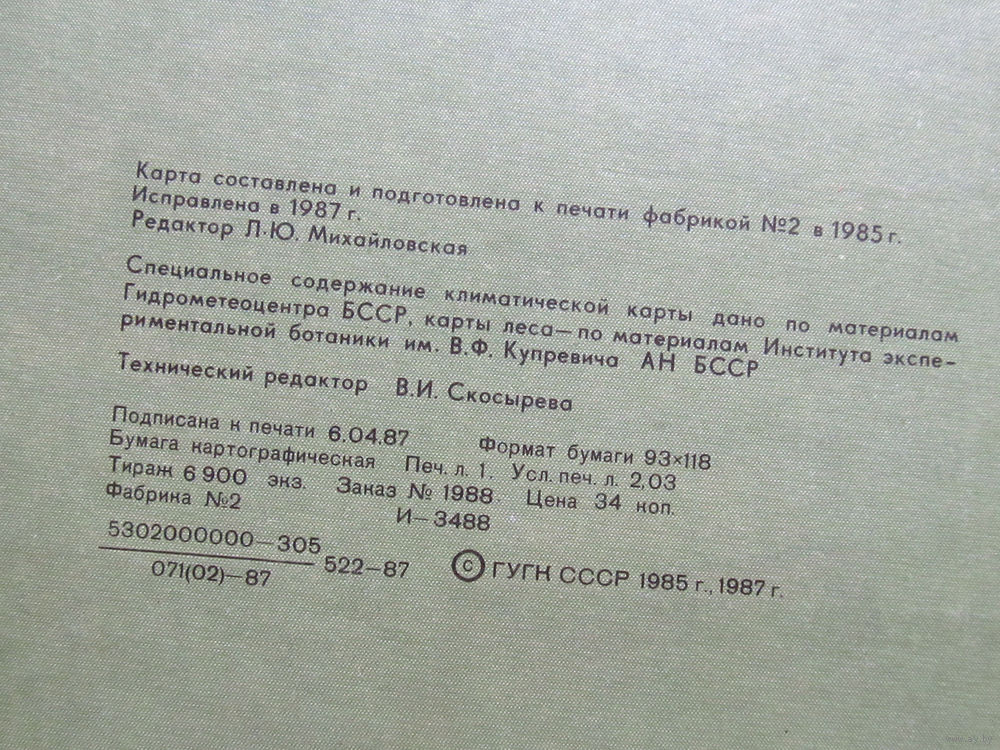 Карта составлена и подготовлена к печати фабрикой №2 в 1985 г.
Исправлена в 1987 г.
Редактор Л.Ю. Михайловская
Специальное содержание климатической карты дано по материалам
Гидрометеоцентра БССР, карты леса — по материалам Института экспе-
риментальной ботаники им. В.Ф. Купревича АН БССР
Технический редактор В.И. Скосырева
Подписана к печати 6.04.87 Формат бумаги 93×118
Бумага картографическая Печ. л. 1. Усл. печ. л. 2,03
Тираж 6 900 экз. Заказ № 1988. Цена 34 коп.
Фабрика №2 И-3488
5302000000-305
071(02)-87
522-87
© ГУГК СССР 1985 г., 1987 г.